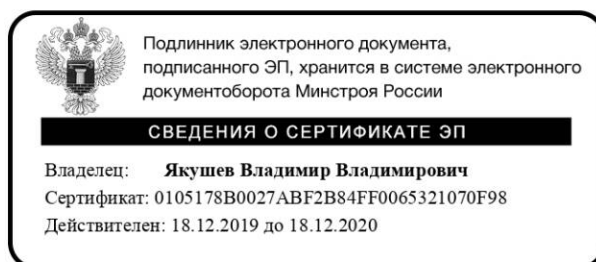 Подлинник электронного документа,
подписанного ЭП, хранится в системе электронного
документоборота Минстроя России
СВЕДЕНИЯ О СЕРТИФИКАТЕ ЭП
Владелец: Якушев Владимир Владимирович
Сертификат: 0105178B0027ABF2B84FF0065321070F98
Действителен: 18.12.2019 до 18.12.2020